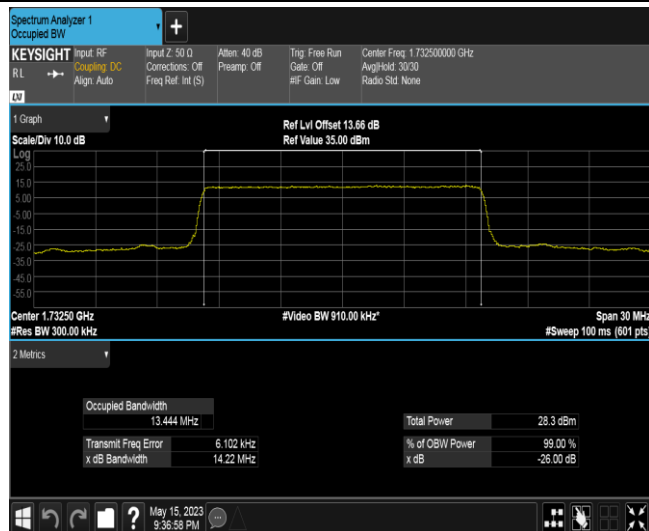 Spectrum Analyzer 1
Occupied BW
+
KEYSIGHT
RL
Input: RF
Coupling: DC
Align: Auto
Input Z: 50 Ω
Corrections: Off
Freq Ref: Int (S)
Atten: 40 dB
Preamp: Off
Trig: Free Run
Gate: Off
#IF Gain: Low
Center Freq: 1.732500000 GHz
Avg|Hold: 30/30
Radio Std: None
1 Graph
Scale/Div 10.0 dB
Ref Lvl Offset 13.66 dB
Ref Value 35.00 dBm
Log
25.0
15.0
5.00
-5.00
-15.0
-25.0
-35.0
-45.0
-55.0
Center 1.73250 GHz
#Video BW 910.00 kHz*
Span 30 MHz
#Res BW 300.00 kHz
#Sweep 100 ms (601 pts)
2 Metrics
Occupied Bandwidth
13.444 MHz
Total Power 28.3 dBm
Transmit Freq Error 6.102 kHz
% of OBW Power 99.00 %
x dB Bandwidth 14.22 MHz
x dB -26.00 dB
?
May 15, 2023
9:36:58 PM